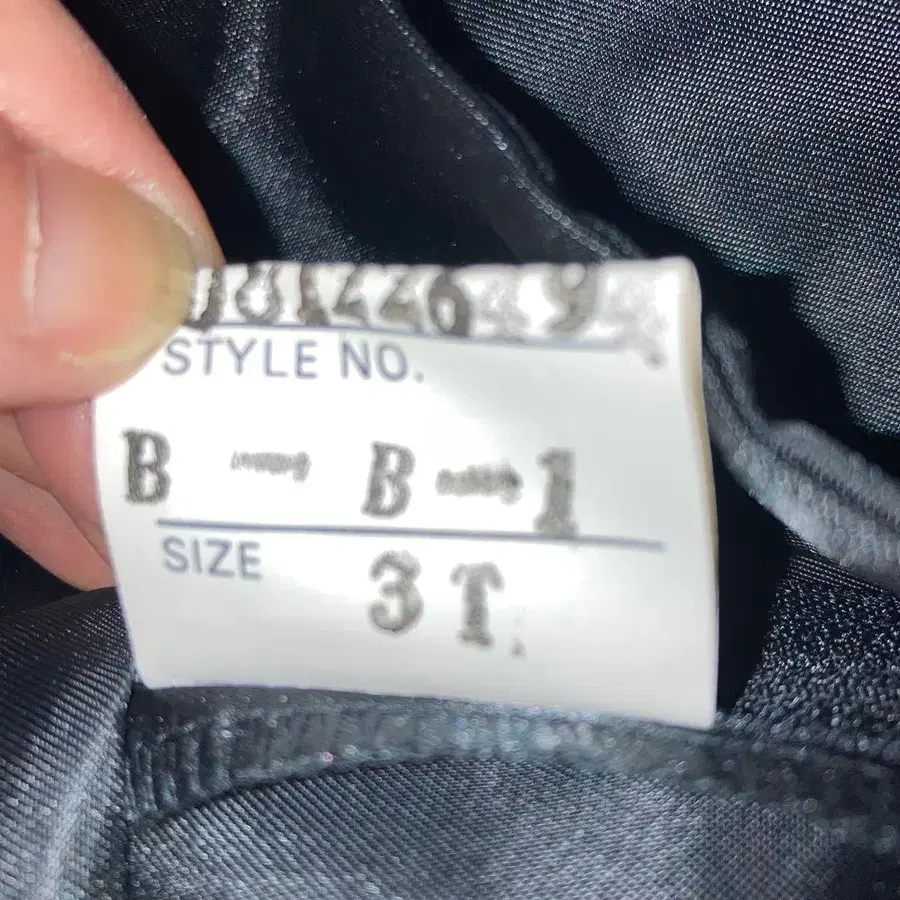 STYLE NO.
B - B-1
SIZE
3T